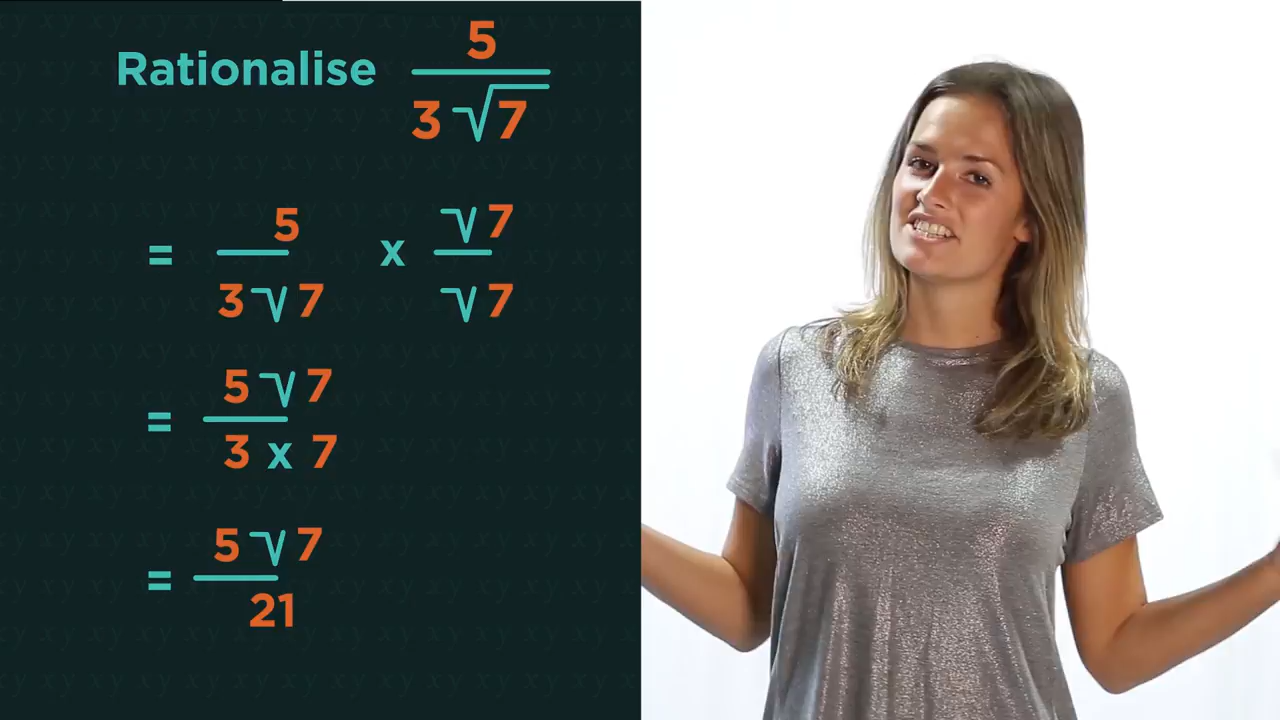 Rationalise 5
3√7
= 5 x √7
3√7 √7
= 5√7
3 x 7
= 5√7
21